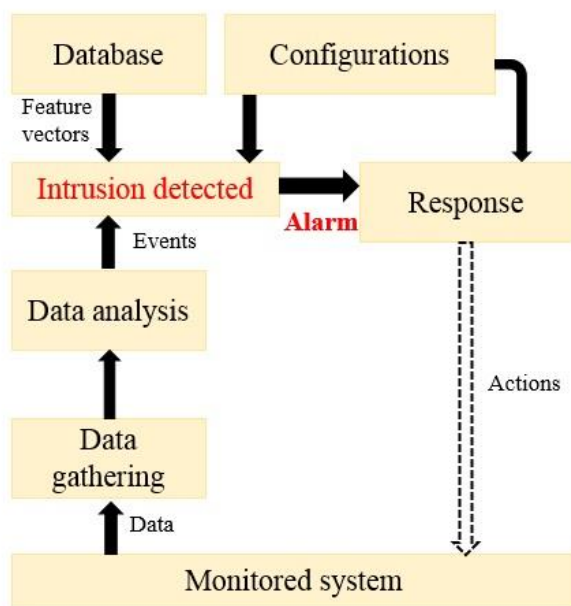 Database
Configurations
Feature
vectors
Intrusion detected
Alarm
Response
Events
Data analysis
Actions
Data
gathering
Data
Monitored system